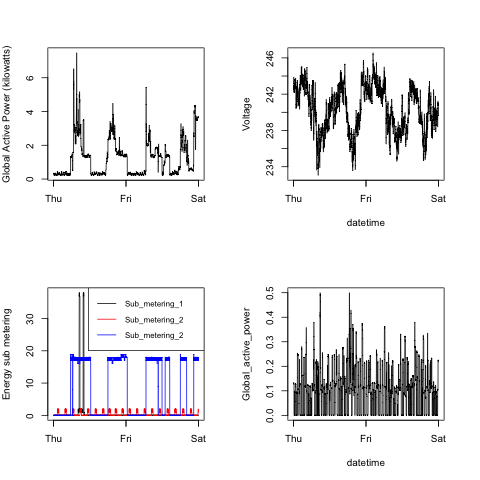 Global Active Power (kilowatts)
0 2 4 6
Thu Fri Sat
Voltage
234 238 242 246
Thu Fri Sat
datetime
Energy sub metering
0 10 20 30
Sub_metering_1
Sub_metering_2
Sub_metering_2
Thu Fri Sat
Global_active_power
0.0 0.1 0.2 0.3 0.4 0.5
Thu Fri Sat
datetime